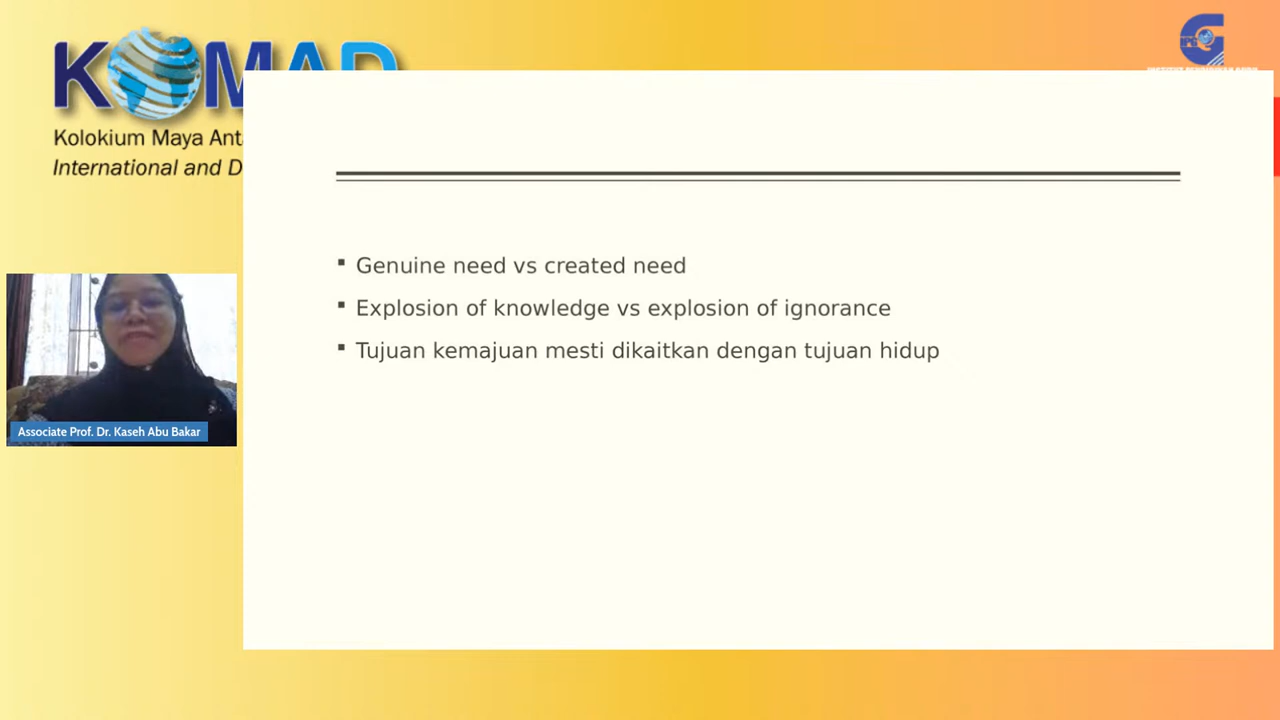 Kolokium Maya
International and
Genuine need vs created need
Explosion of knowledge vs explosion of ignorance
Tujuan kemajuan mesti dikaitkan dengan tujuan hidup
Associate Prof. Dr. Kaseh Abu Bakar